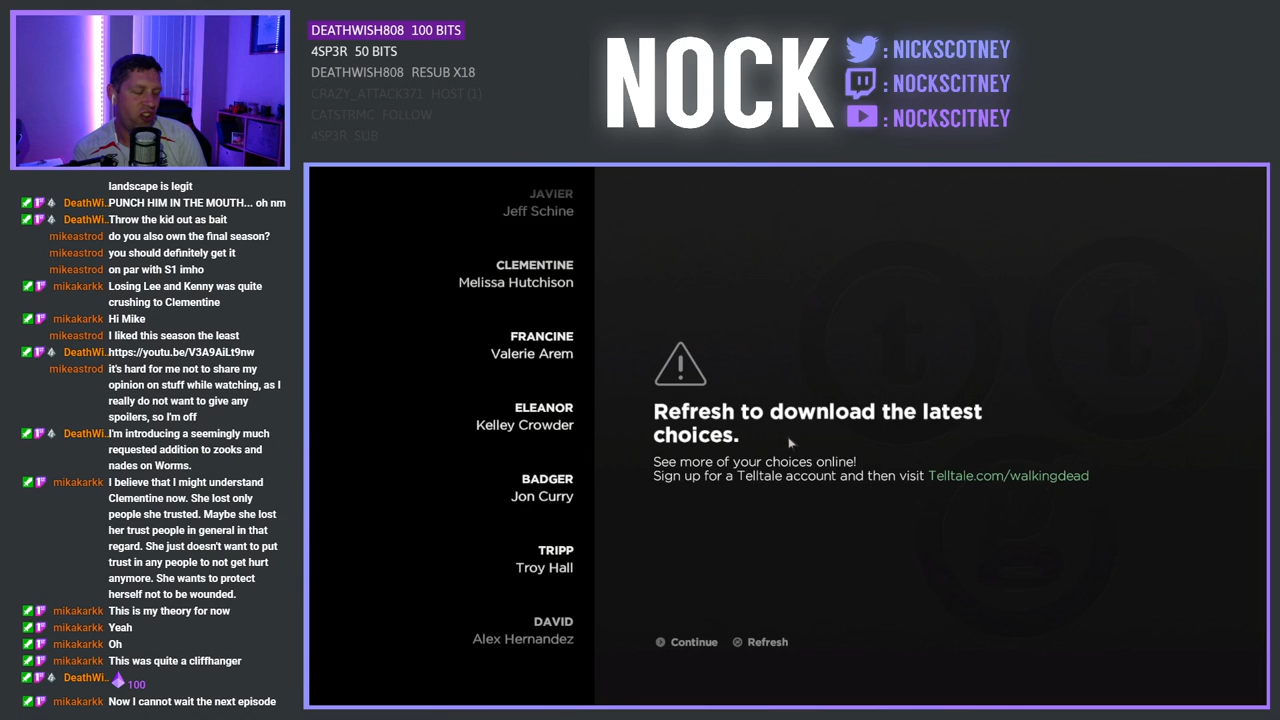 DEATHWISH808 100 BITS
4SP3R 50 BITS
DEATHWISH808 RESUB X18
CRAZY_ATTACK371 HOST (1)
CATSTRMC FOLLOW
4SP3R SUB
NOCK
: NICKSCOTNEY
: NOCKSCITNEY
: NOCKSCITNEY
landscape is legit
DeathWi.. PUNCH HIM IN THE MOUTH... oh nm
DeathWi.. Throw the kid out as bait
mikeastrod do you also own the final season?
mikeastrod you should definitely get it
mikeastrod on par with S1 imho
mikakarkk Losing Lee and Kenny was quite
crushing to Clementine
mikakarkk Hi Mike
mikeastrod I liked this season the least
DeathWi.. https://youtu.be/V3A9AiLt9nw
mikeastrod it's hard for me not to share my
opinion on stuff while watching, as I
really do not want to give any
spoilers, so I'm off
DeathWi.. I'm introducing a seemingly much
requested addition to zooks and
nades on Worms.
mikakarkk I believe that I might understand
Clementine now. She lost only
people she trusted. Maybe she lost
her trust people in general in that
regard. She just doesn't want to put
trust in any people to not get hurt
anymore. She wants to protect
herself not to be wounded.
mikakarkk This is my theory for now
mikakarkk Yeah
mikakarkk Oh
mikakarkk This was quite a cliffhanger
DeathWi.. 100
mikakarkk Now I cannot wait the next episode
JAVIER
Jeff Schine
CLEMENTINE
Melissa Hutchison
FRANCINE
Valerie Arem
ELEANOR
Kelley Crowder
BADGER
Jon Curry
TRIPP
Troy Hall
DAVID
Alex Hernandez
Refresh to download the latest
choices.
See more of your choices online!
Sign up for a Telltale account and then visit Telltale.com/walkingdead
Continue Refresh